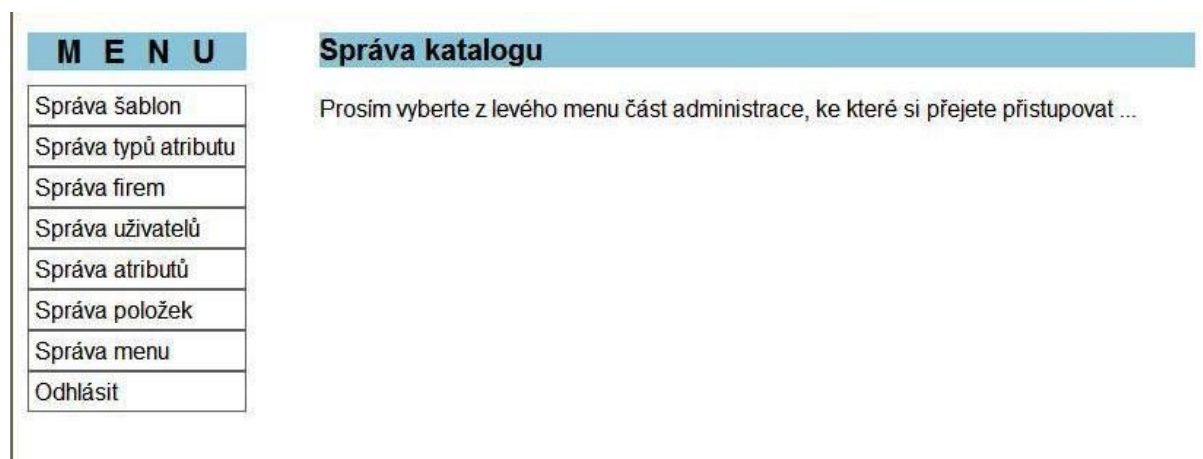 M E N U
Správa šablon
Správa typů atributu
Správa firem
Správa uživatelů
Správa atributů
Správa položek
Správa menu
Odhlásit
Správa katalogu
Prosím vyberte z levého menu část administrace, ke které si přejete přistupovat ...